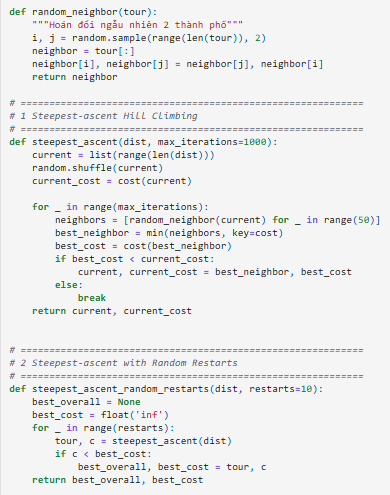 def random_neighbor(tour):
    """Hoán đổi ngẫu nhiên 2 thành phố"""
    i, j = random.sample(range(len(tour)), 2)
    neighbor = tour[:]
    neighbor[i], neighbor[j] = neighbor[j], neighbor[i]
    return neighbor

# ============================================================
# 1 Steepest-ascent Hill Climbing
# ============================================================
def steepest_ascent(dist, max_iterations=1000):
    current = list(range(len(dist)))
    random.shuffle(current)
    current_cost = cost(current)

    for _ in range(max_iterations):
        neighbors = [random_neighbor(current) for _ in range(50)]
        best_neighbor = min(neighbors, key=cost)
        best_cost = cost(best_neighbor)
        if best_cost < current_cost:
            current, current_cost = best_neighbor, best_cost
        else:
            break
    return current, current_cost


# ============================================================
# 2 Steepest-ascent with Random Restarts
# ============================================================
def steepest_ascent_random_restarts(dist, restarts=10):
    best_overall = None
    best_cost = float('inf')
    for _ in range(restarts):
        tour, c = steepest_ascent(dist)
        if c < best_cost:
            best_overall, best_cost = tour, c
    return best_overall, best_cost